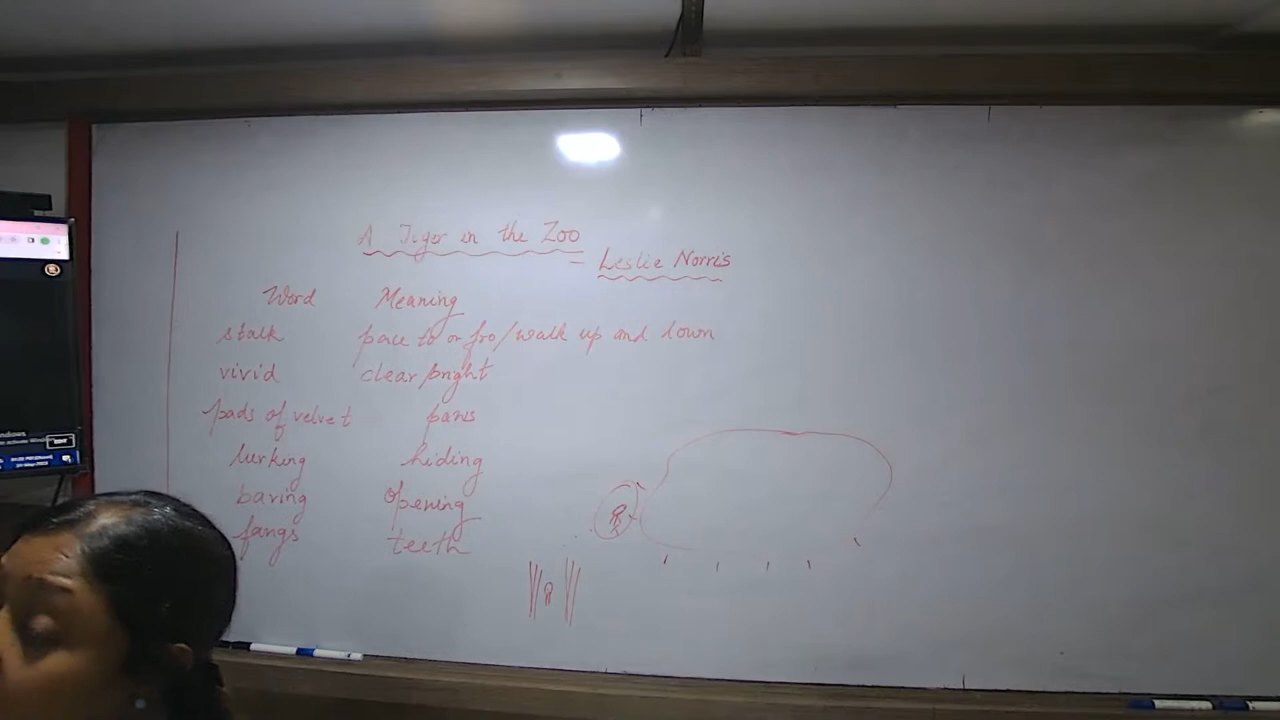 A Tiger in the Zoo
= Leslie Norris
Word Meaning
stalk pace to or fro/walk up and down
vivid clear/bright
pads of velvet paws
lurking hiding
baring opening
fangs teeth